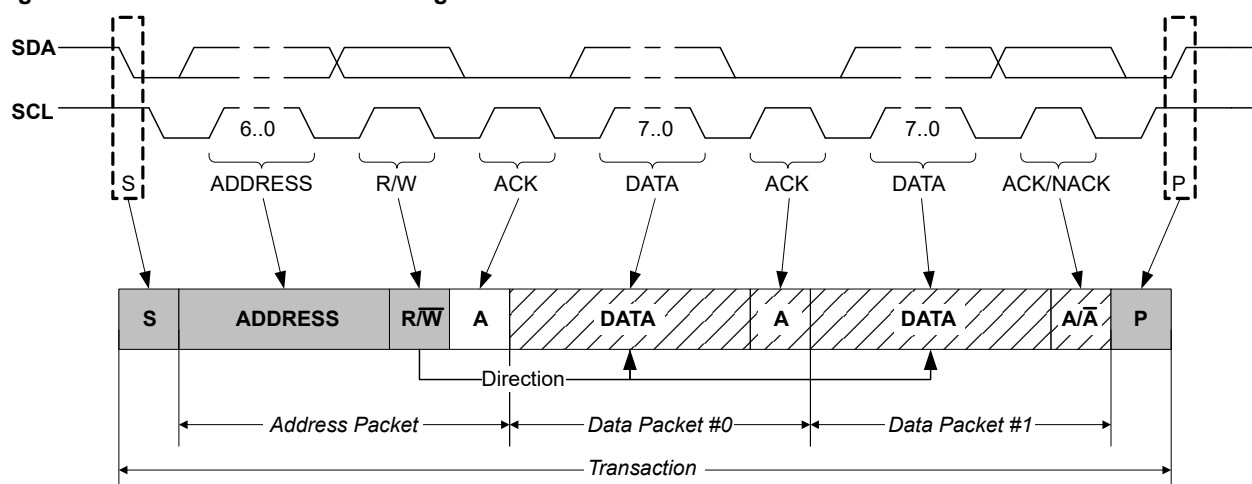 SDA
SCL
6..0 7..0 7..0
S ADDRESS R/W ACK DATA ACK DATA ACK/NACK P
S ADDRESS R/W̅ A DATA A DATA A/A̅ P
Direction
Address Packet Data Packet #0 Data Packet #1
Transaction